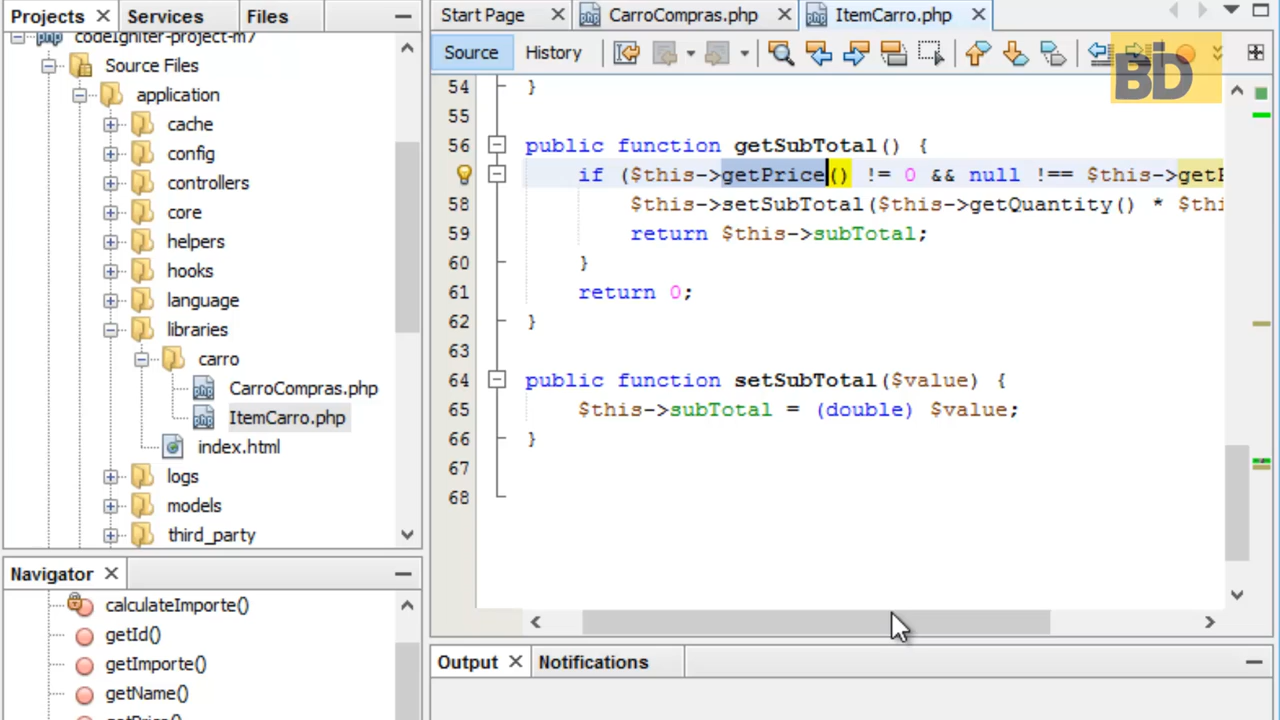 Projects
Services
Files
codeIgniter-project-m7
Source Files
application
cache
config
controllers
core
helpers
hooks
language
libraries
carro
CarroCompras.php
ItemCarro.php
index.html
logs
models
third_party
Navigator
calculateImporte()
getId()
getImporte()
getName()
getPrice()
Start Page
CarroCompras.php
ItemCarro.php
Source
History
BD
54 }
55
56 public function getSubTotal() {
if ($this->getPrice() != 0 && null !== $this->getP
58 $this->setSubTotal($this->getQuantity() * $thi
59 return $this->subTotal;
60 }
61 return 0;
62 }
63
64 public function setSubTotal($value) {
65 $this->subTotal = (double) $value;
66 }
67
68
Output
Notifications